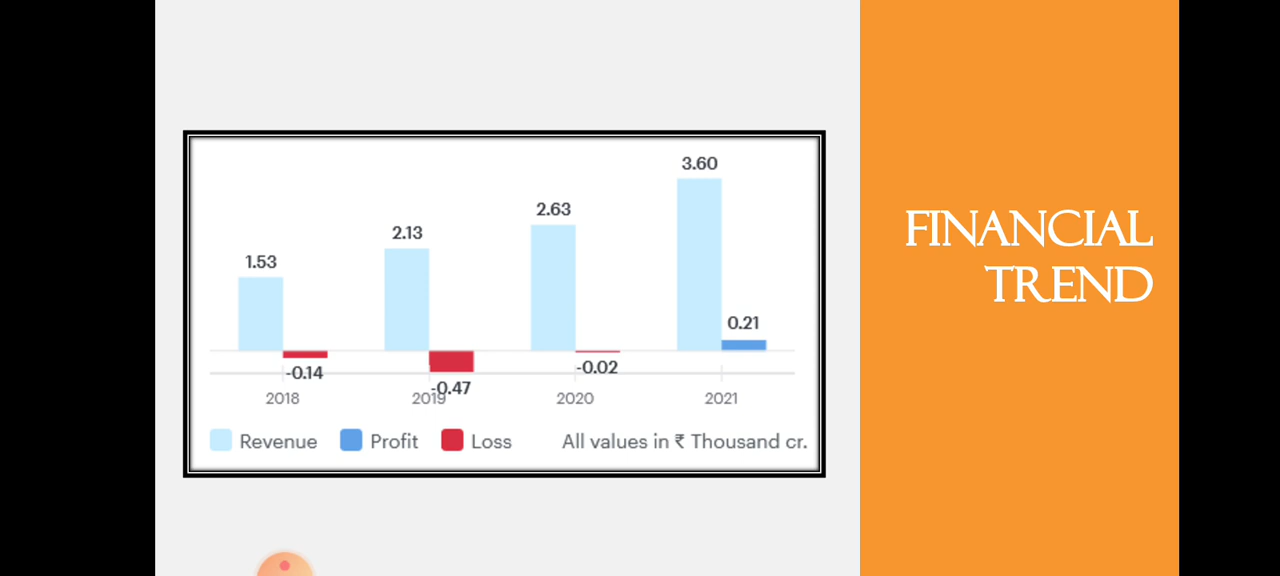 FINANCIAL
TREND
3.60
2.63
2.13
1.53
0.21
-0.14
-0.47
-0.02
2018
2019
2020
2021
Revenue
Profit
Loss
All values in ₹ Thousand cr.